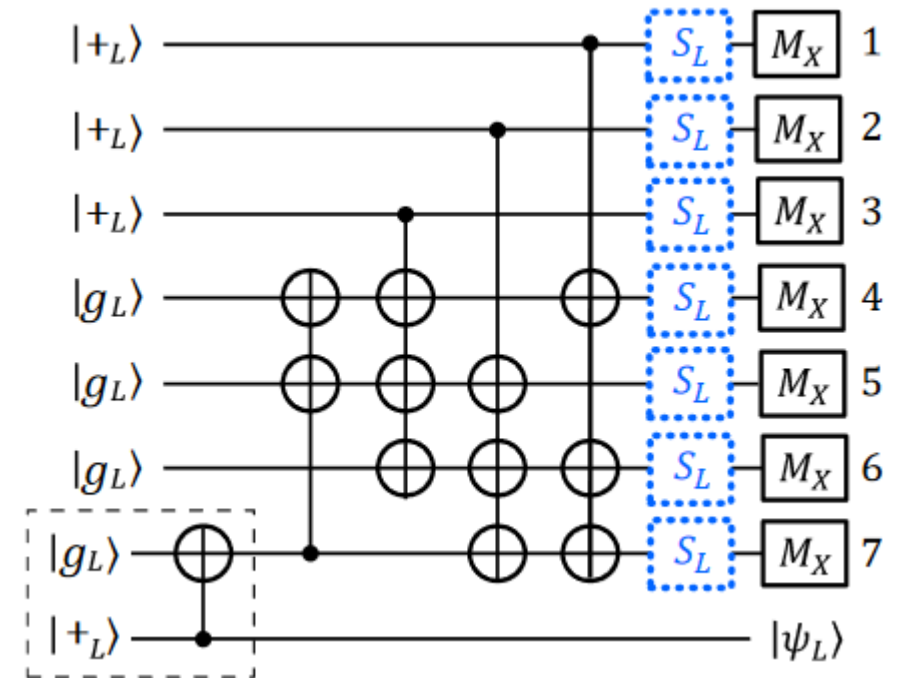 |+_L⟩ S_L M_X 1
|+_L⟩ S_L M_X 2
|+_L⟩ S_L M_X 3
|g_L⟩ S_L M_X 4
|g_L⟩ S_L M_X 5
|g_L⟩ S_L M_X 6
|g_L⟩ S_L M_X 7
|+_L⟩ |ψ_L⟩